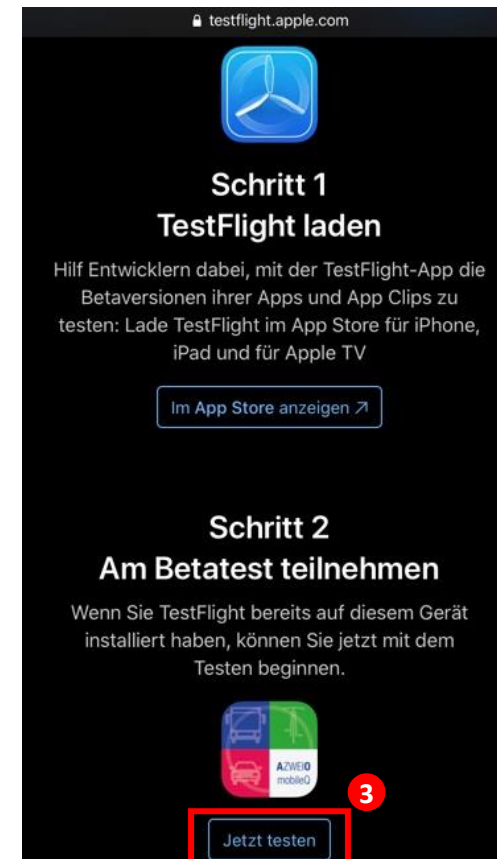 testflight.apple.com
Schritt 1
TestFlight laden
Hilf Entwicklern dabei, mit der TestFlight-App die
Betaversionen ihrer Apps und App Clips zu
testen: Lade TestFlight im App Store für iPhone,
iPad und für Apple TV
Im App Store anzeigen ↗
Schritt 2
Am Betatest teilnehmen
Wenn Sie TestFlight bereits auf diesem Gerät
installiert haben, können Sie jetzt mit dem
Testen beginnen.
AZWEIO
mobileQ
3
Jetzt testen